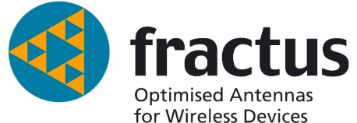 fractus
Optimised Antennas
for Wireless Devices